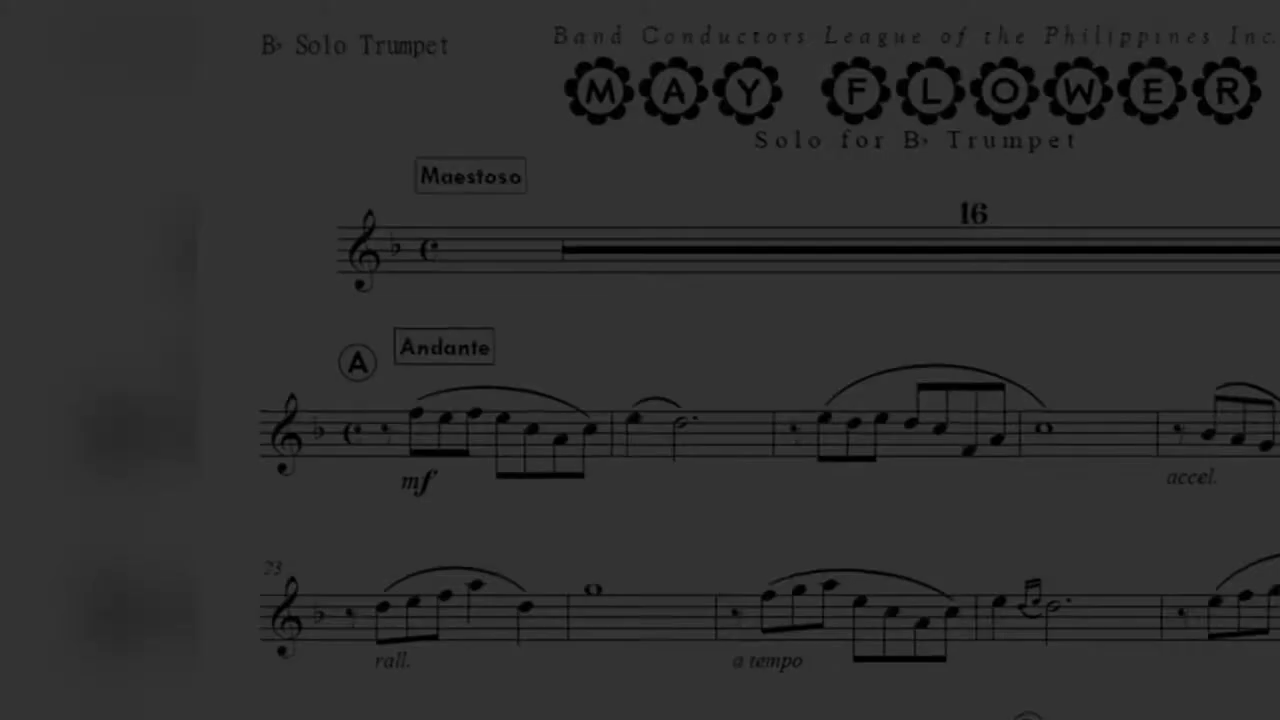 B♭ Solo Trumpet
Band Conductors League of the Philippines Inc.
MAY FLOWER
Solo for B♭ Trumpet
Maestoso
16
A
Andante
mf
accel.
23
rall.
a tempo